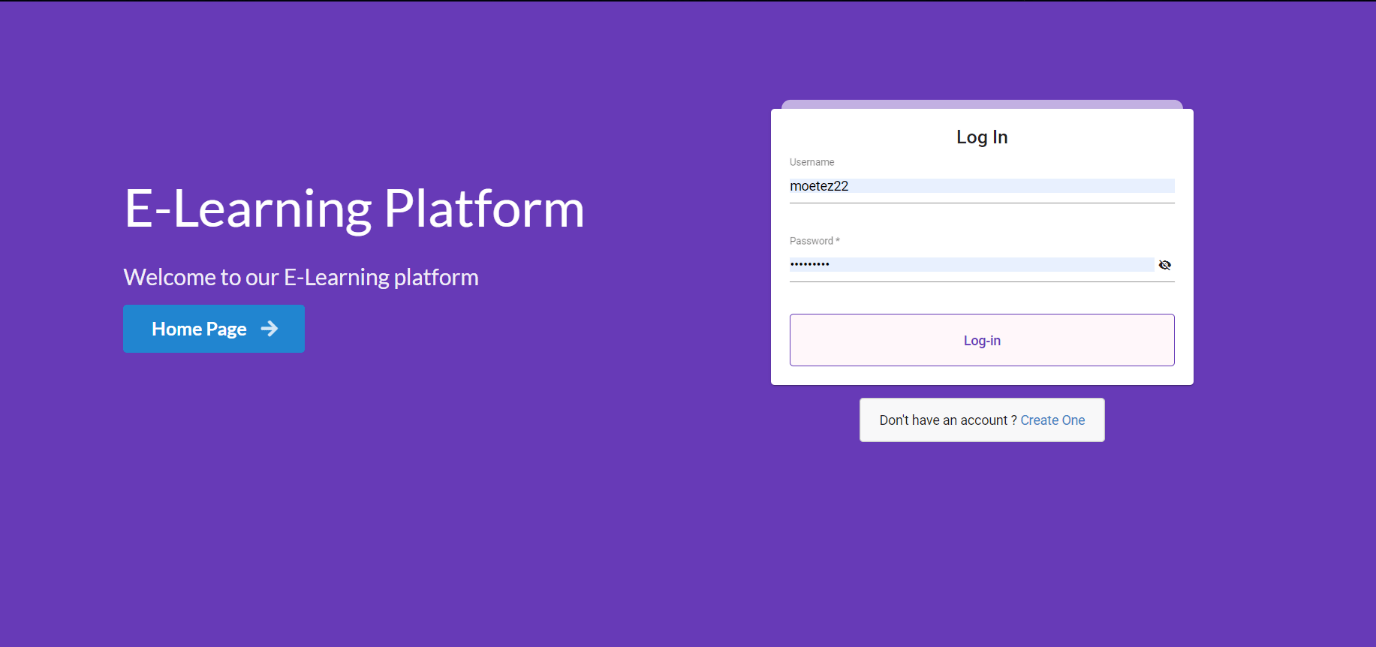 E-Learning Platform
Welcome to our E-Learning platform
Home Page
Log In
Username
moetez22
Password *
•••••••••
Log-in
Don't have an account ? Create One